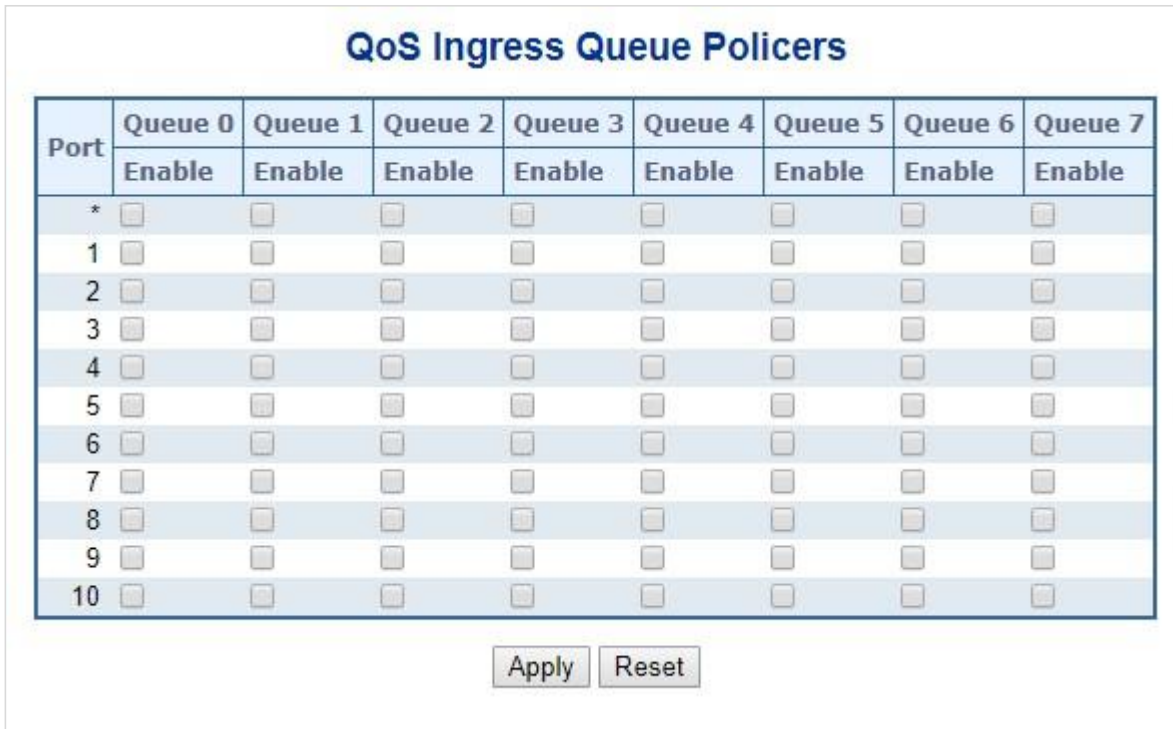 QoS Ingress Queue Policers
Port Queue 0 Queue 1 Queue 2 Queue 3 Queue 4 Queue 5 Queue 6 Queue 7
Enable Enable Enable Enable Enable Enable Enable Enable
*
1
2
3
4
5
6
7
8
9
10
Apply Reset